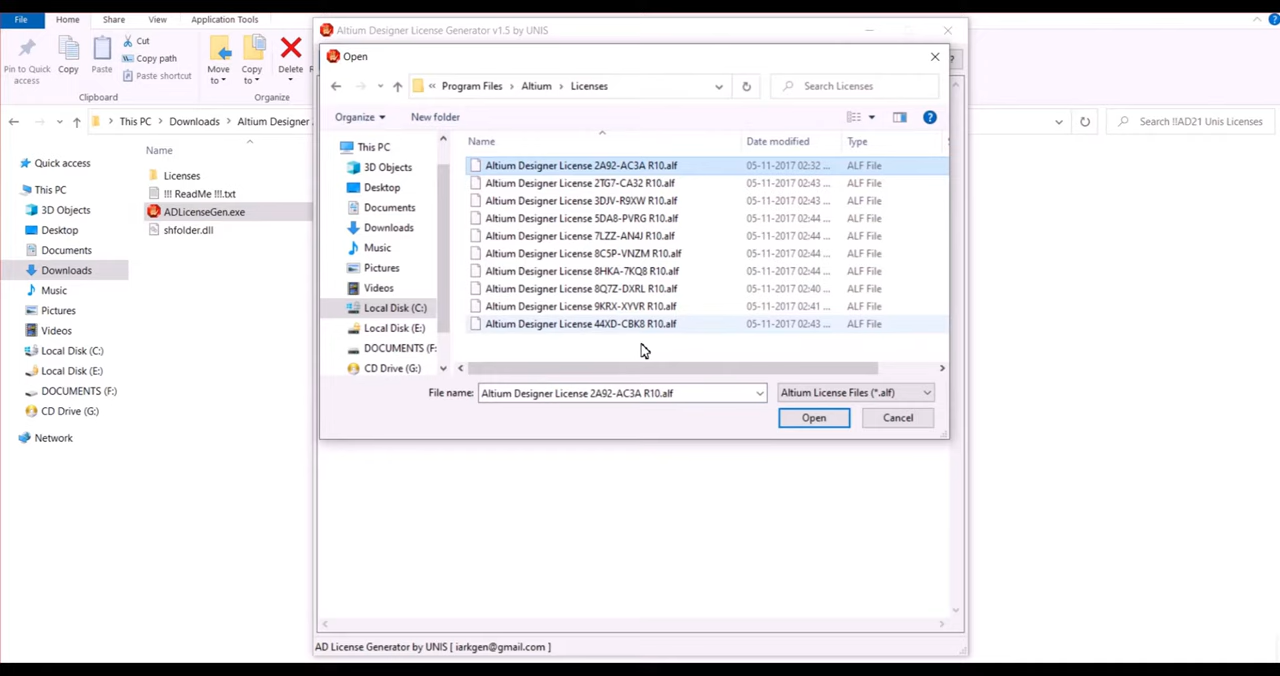 File Home Share View Application Tools
Altium Designer License Generator v1.5 by UNIS
Pin to Quick access
Copy
Paste
Cut
Copy path
Paste shortcut
Move to
Copy to
Delete
Clipboard
Organize
This PC Downloads Altium Designer
Search !!AD21 Unis Licenses
Quick access
This PC
3D Objects
Desktop
Documents
Downloads
Music
Pictures
Videos
Local Disk (C:)
Local Disk (E:)
DOCUMENTS (F:)
CD Drive (G:)
Network
Name
Licenses
!!! ReadMe !!!.txt
ADLicenseGen.exe
shfolder.dll
Open
Program Files Altium Licenses
Search Licenses
Organize New folder
This PC
3D Objects
Desktop
Documents
Downloads
Music
Pictures
Videos
Local Disk (C:)
Local Disk (E:)
DOCUMENTS (F:
CD Drive (G:)
Name Date modified Type
Altium Designer License 2A92-AC3A R10.alf 05-11-2017 02:32 ... ALF File
Altium Designer License 2TG7-CA32 R10.alf 05-11-2017 02:43 ... ALF File
Altium Designer License 3DJV-R9XW R10.alf 05-11-2017 02:43 ... ALF File
Altium Designer License 5DA8-PVRG R10.alf 05-11-2017 02:44 ... ALF File
Altium Designer License 7LZZ-AN4J R10.alf 05-11-2017 02:44 ... ALF File
Altium Designer License 8C5P-VNZM R10.alf 05-11-2017 02:44 ... ALF File
Altium Designer License 8HKA-7KQ8 R10.alf 05-11-2017 02:44 ... ALF File
Altium Designer License 8Q7Z-DXRL R10.alf 05-11-2017 02:40 ... ALF File
Altium Designer License 9KRX-XYVR R10.alf 05-11-2017 02:41 ... ALF File
Altium Designer License 44XD-CBK8 R10.alf 05-11-2017 02:43 ... ALF File
File name: Altium Designer License 2A92-AC3A R10.alf Altium License Files (*.alf)
Open Cancel
AD License Generator by UNIS [ iarkgen@gmail.com ]